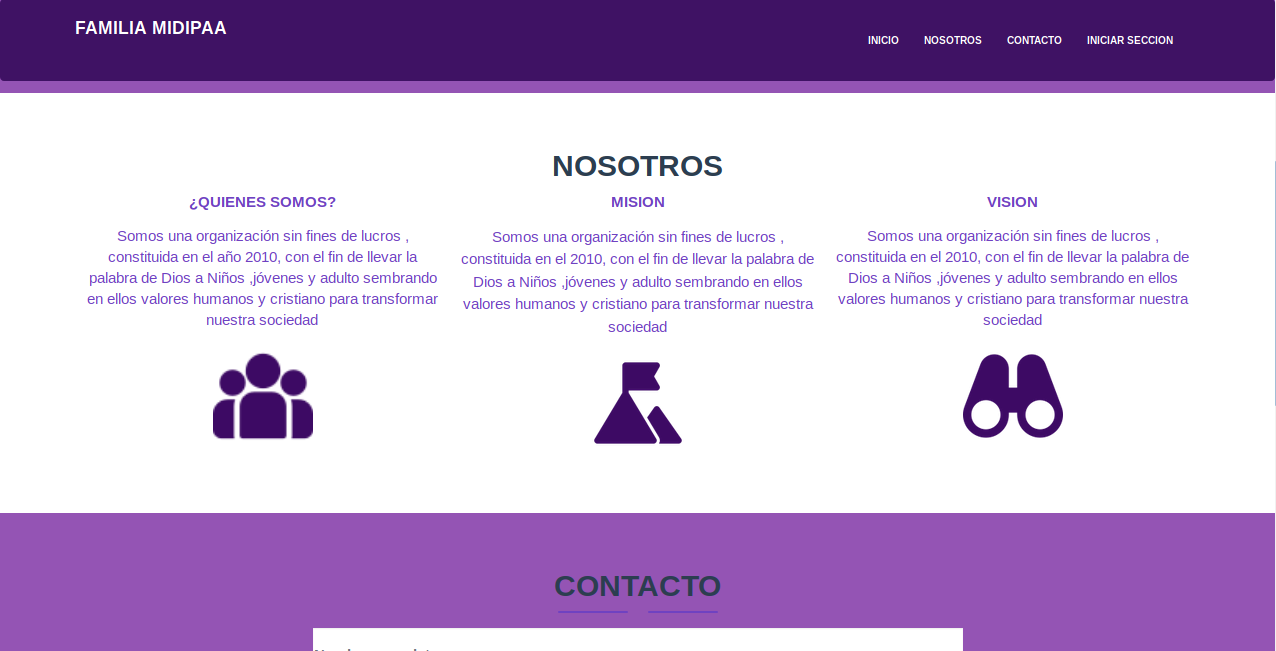 FAMILIA MIDIPAA
INICIO NOSOTROS CONTACTO INICIAR SECCION
NOSOTROS
¿QUIENES SOMOS?
Somos una organización sin fines de lucros ,
constituida en el año 2010, con el fin de llevar la
palabra de Dios a Niños ,jóvenes y adulto sembrando
en ellos valores humanos y cristiano para transformar
nuestra sociedad
MISION
Somos una organización sin fines de lucros ,
constituida en el 2010, con el fin de llevar la palabra de
Dios a Niños ,jóvenes y adulto sembrando en ellos
valores humanos y cristiano para transformar nuestra
sociedad
VISION
Somos una organización sin fines de lucros ,
constituida en el 2010, con el fin de llevar la palabra de
Dios a Niños ,jóvenes y adulto sembrando en ellos
valores humanos y cristiano para transformar nuestra
sociedad
CONTACTO